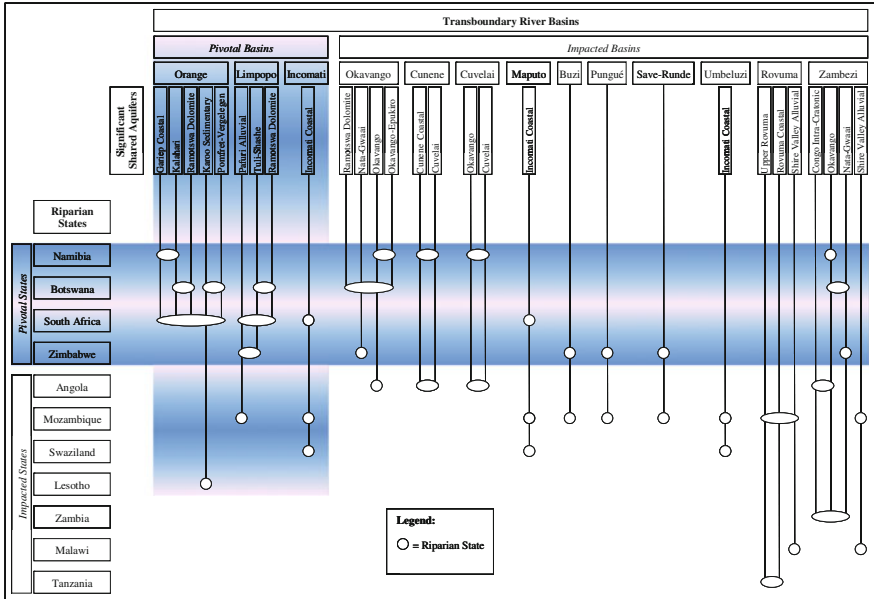 Transboundary River Basins
Pivotal Basins
Impacted Basins
Orange
Limpopo
Incomati
Okavango
Cunene
Cuvelai
Maputo
Buzi
Pungué
Save-Runde
Umbeluzi
Rovuma
Zambezi
Significant
Shared Aquifers
Gariep Coastal
Kalahari
Ramotswa Dolomite
Karoo Sedimentary
Pomfret-Vergelegen
Pafuri Alluvial
Tuli-Shashe
Ramotswa Dolomite
Incomati Coastal
Ramotswa Dolomite
Nata-Gwaai
Okavango
Okavango-Epukiro
Cunene Coastal
Cuvelai
Okavango
Cuvelai
Incomati Coastal
Incomati Coastal
Upper Rovuma
Rovuma Coastal
Shire Valley Alluvial
Congo Intra-Cratonic
Okavango
Nata-Gwaai
Shire Valley Alluvial
Riparian
States
Pivotal States
Namibia
Botswana
South Africa
Zimbabwe
Impacted States
Angola
Mozambique
Swaziland
Lesotho
Zambia
Malawi
Tanzania
Legend:
= Riparian State